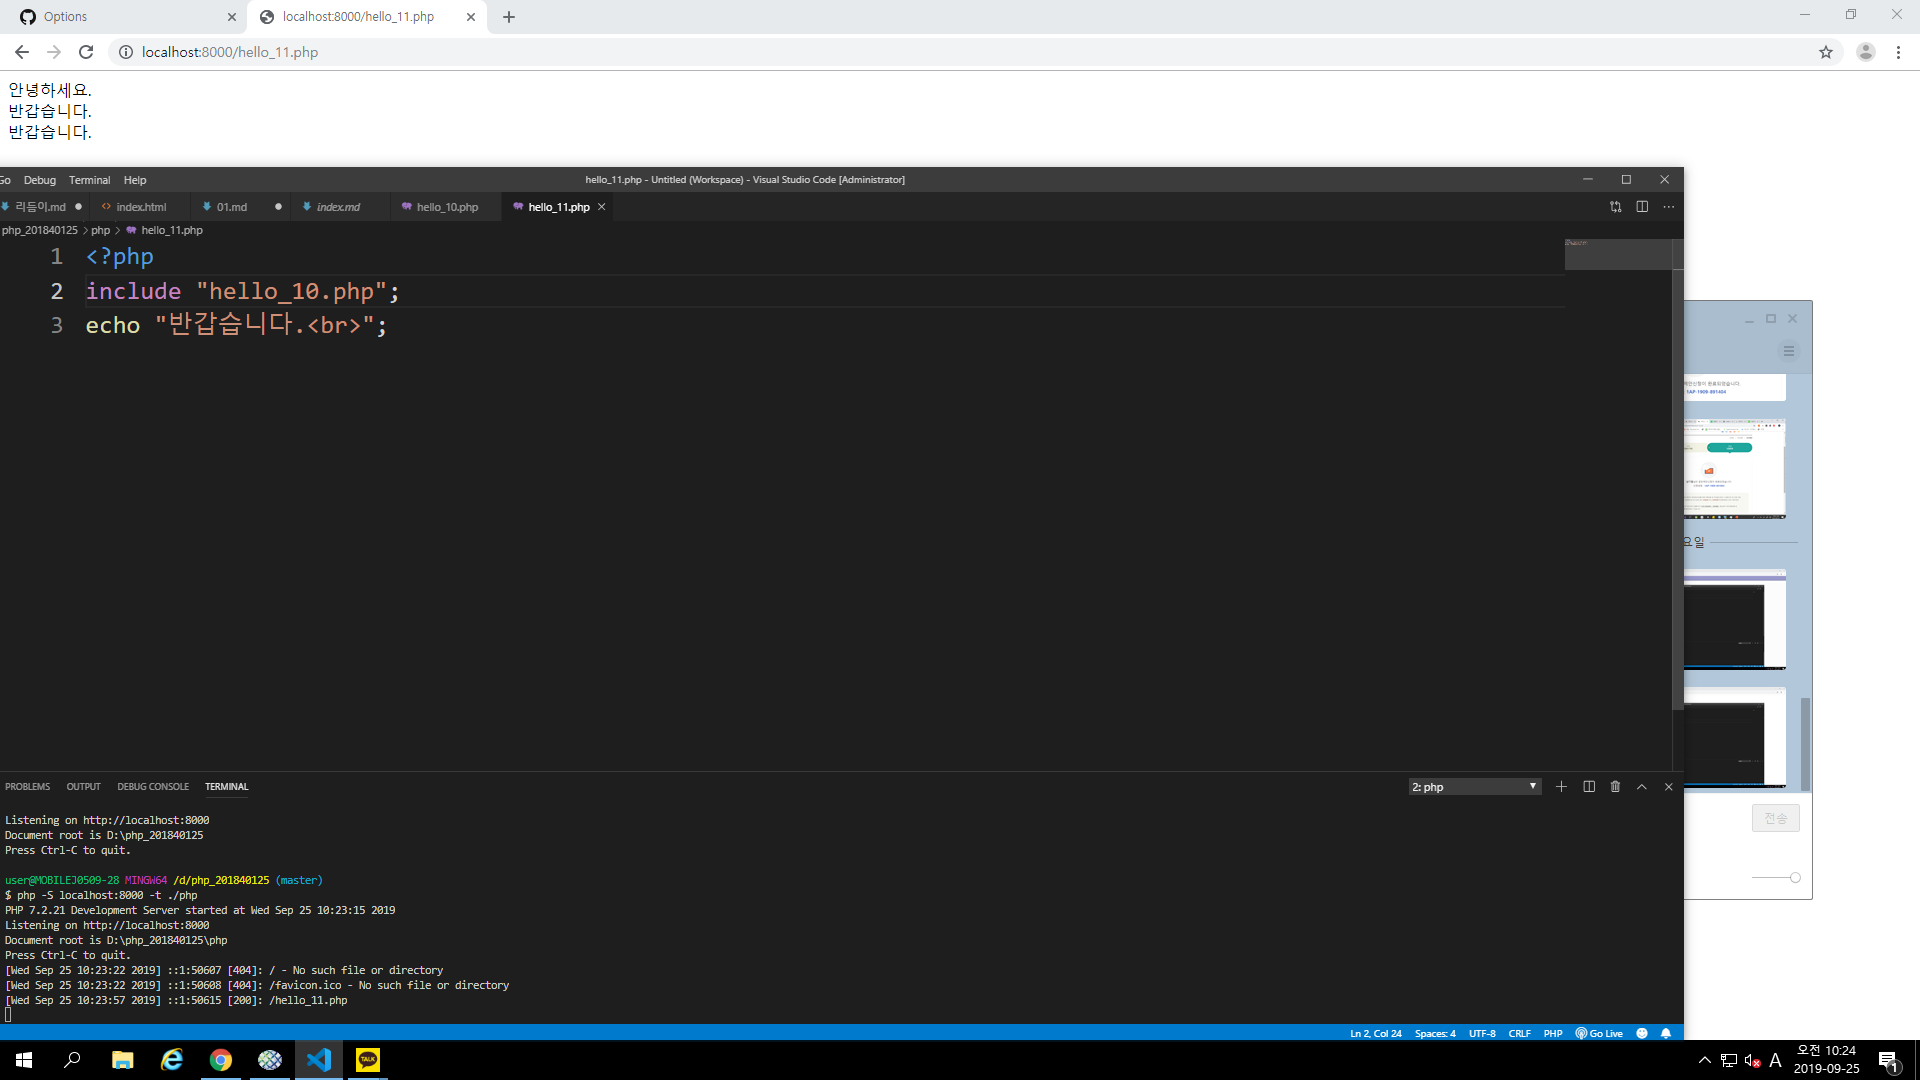 Options
localhost:8000/hello_11.php
localhost:8000/hello_11.php
안녕하세요.
반갑습니다.
반갑습니다.
Go Debug Terminal Help
hello_11.php - Untitled (Workspace) - Visual Studio Code [Administrator]
리듬이.md
index.html
01.md
index.md
hello_10.php
hello_11.php
php_201840125 > php > hello_11.php
1 <?php
2 include "hello_10.php";
3 echo "반갑습니다.<br>";
요일
전송
PROBLEMS OUTPUT DEBUG CONSOLE TERMINAL
2: php
Listening on http://localhost:8000
Document root is D:\php_201840125
Press Ctrl-C to quit.
user@MOBILEJ0509-28 MINGW64 /d/php_201840125 (master)
$ php -S localhost:8000 -t ./php
PHP 7.2.21 Development Server started at Wed Sep 25 10:23:15 2019
Listening on http://localhost:8000
Document root is D:\php_201840125\php
Press Ctrl-C to quit.
[Wed Sep 25 10:23:22 2019] ::1:50607 [404]: / - No such file or directory
[Wed Sep 25 10:23:22 2019] ::1:50608 [404]: /favicon.ico - No such file or directory
[Wed Sep 25 10:23:57 2019] ::1:50615 [200]: /hello_11.php
Ln 2, Col 24 Spaces: 4 UTF-8 CRLF PHP Go Live
TALK
A
오전 10:24
2019-09-25
1